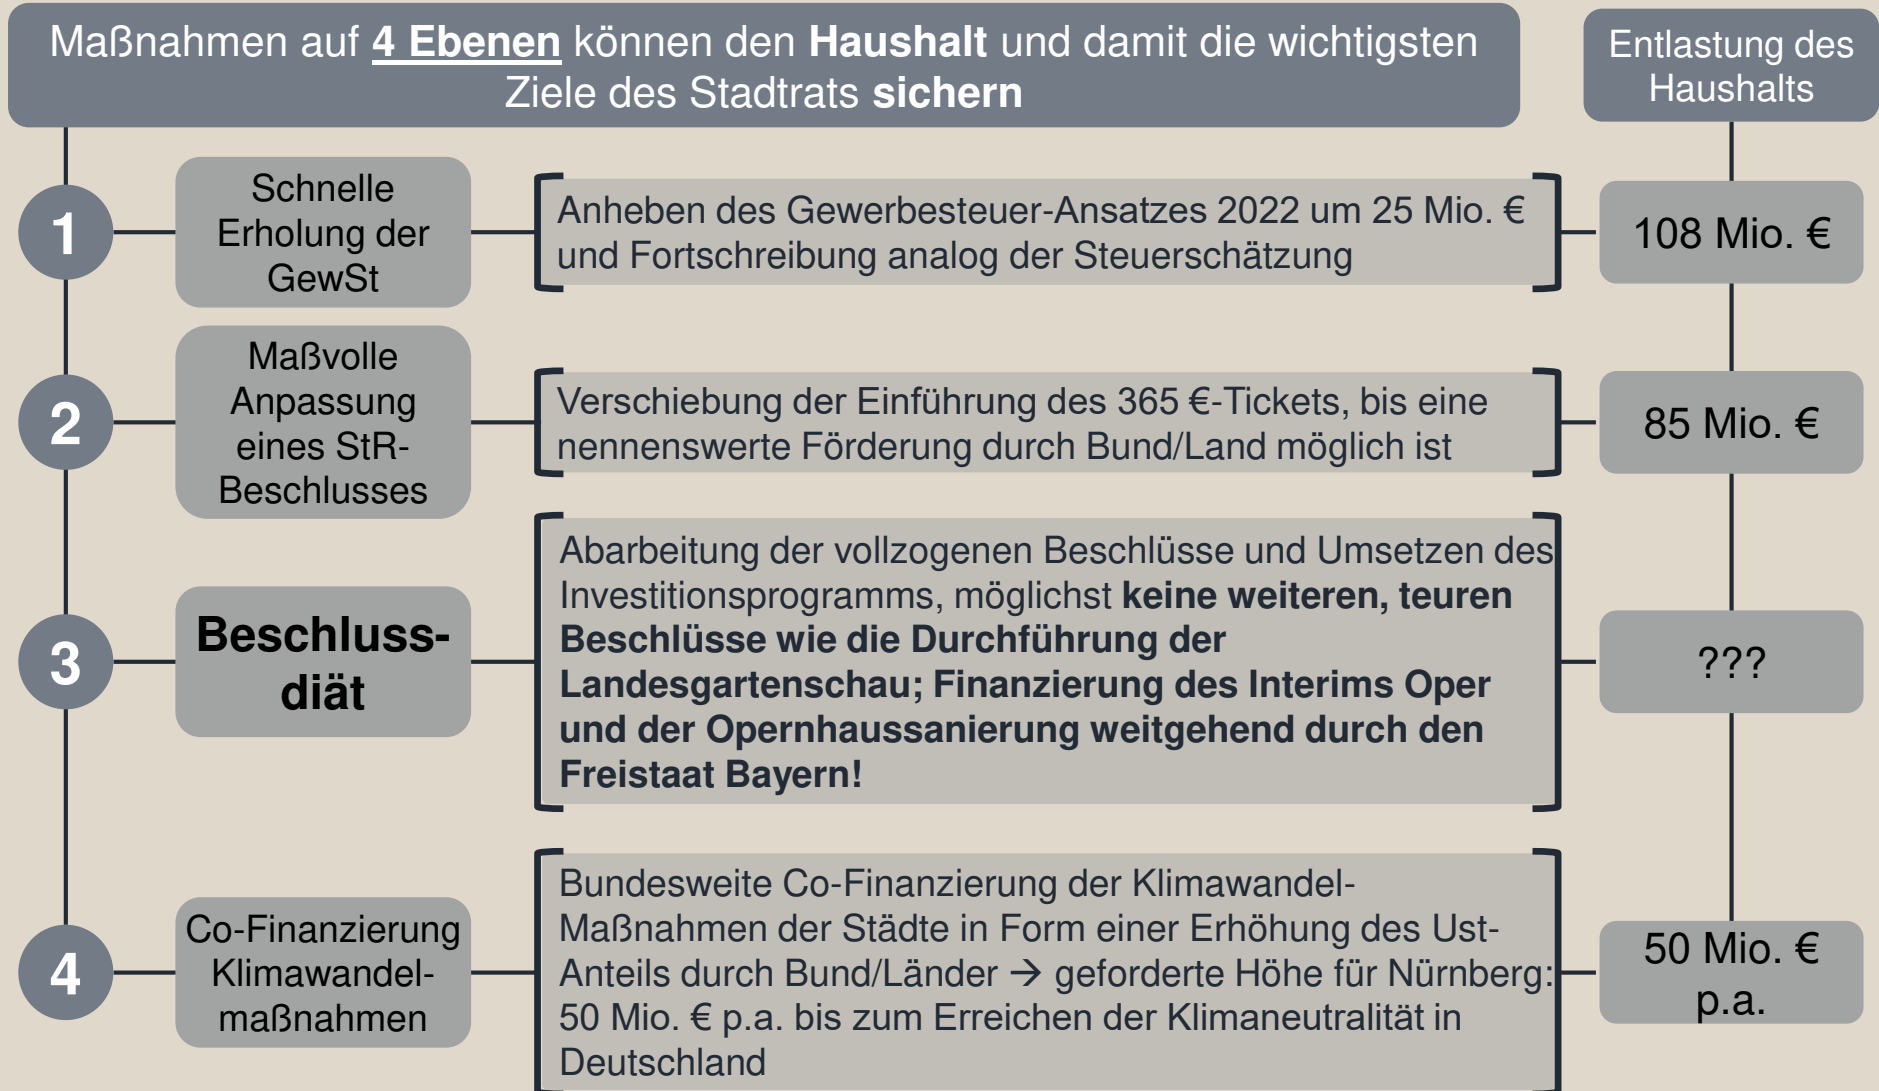 Maßnahmen auf 4 Ebenen können den Haushalt und damit die wichtigsten
Ziele des Stadtrats sichern
Entlastung des
Haushalts
1
Schnelle
Erholung der
GewSt
Anheben des Gewerbesteuer-Ansatzes 2022 um 25 Mio. €
und Fortschreibung analog der Steuerschätzung
108 Mio. €
2
Maßvolle
Anpassung
eines StR-
Beschlusses
Verschiebung der Einführung des 365 €-Tickets, bis eine
nennenswerte Förderung durch Bund/Land möglich ist
85 Mio. €
3
Beschluss-
diät
Abarbeitung der vollzogenen Beschlüsse und Umsetzen des
Investitionsprogramms, möglichst keine weiteren, teuren
Beschlüsse wie die Durchführung der
Landesgartenschau; Finanzierung des Interims Oper
und der Opernhaussanierung weitgehend durch den
Freistaat Bayern!
???
4
Co-Finanzierung
Klimawandel-
maßnahmen
Bundesweite Co-Finanzierung der Klimawandel-
Maßnahmen der Städte in Form einer Erhöhung des Ust-
Anteils durch Bund/Länder → geforderte Höhe für Nürnberg:
50 Mio. € p.a. bis zum Erreichen der Klimaneutralität in
Deutschland
50 Mio. €
p.a.